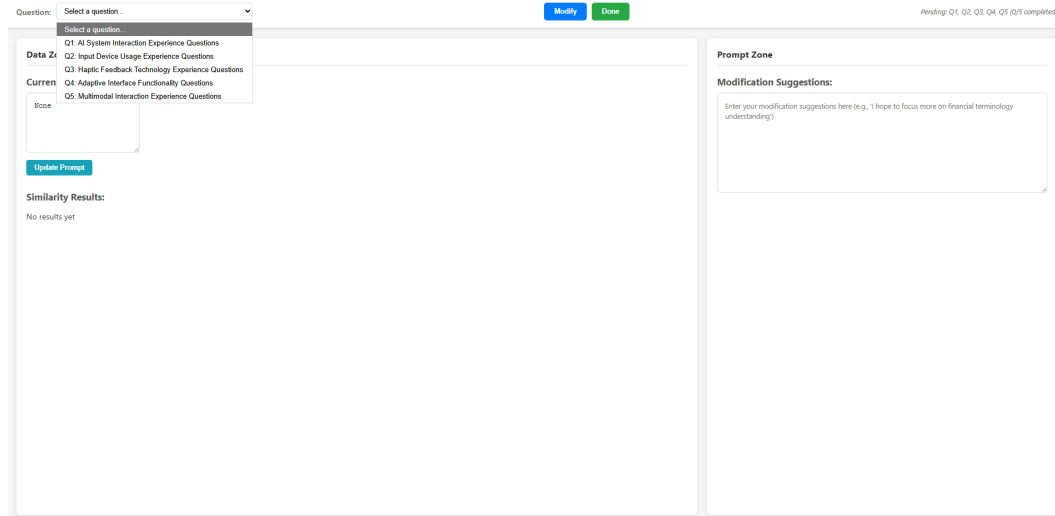 Question: Select a question... Modify Done Pending: Q1, Q2, Q3, Q4, Q5 (0/5 completed
Select a question...
Q1: AI System Interaction Experience Questions
Q2: Input Device Usage Experience Questions
Q3: Haptic Feedback Technology Experience Questions
Q4: Adaptive Interface Functionality Questions
Q5: Multimodal Interaction Experience Questions
Data
None
Update Prompt
Similarity Results:
No results yet
Prompt Zone
Modification Suggestions:
Enter your modification suggestions here (e.g., 'I hope to focus more on financial terminology
understanding')